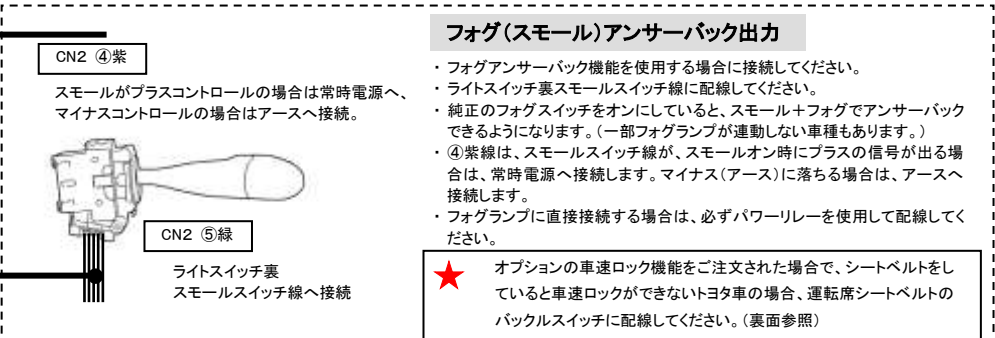 CN2 ④紫
スモールがプラスコントロールの場合は常時電源へ、
マイナスコントロールの場合はアースへ接続。
CN2 ⑤緑
ライトスイッチ裏
スモールスイッチ線へ接続
フォグ(スモール)アンサーバック出力
・ フォグアンサーバック機能を使用する場合に接続してください。
・ ライトスイッチ裏スモールスイッチ線に配線してください。
・ 純正のフォグスイッチをオンにしていると、スモール+フォグでアンサーバック
できるようになります。(一部フォグランプが連動しない車種もあります。)
・ ④紫線は、スモールスイッチ線が、スモールオン時にプラスの信号が出る場
合は、常時電源へ接続します。マイナス(アース)に落ちる場合は、アースへ
接続します。
・ フォグランプに直接接続する場合は、必ずパワーリレーを使用して配線してく
ださい。
★ オプションの車速ロック機能をご注文された場合で、シートベルトをし
ていると車速ロックができないトヨタ車の場合、運転席シートベルトの
バックルスイッチに配線してください。(裏面参照)